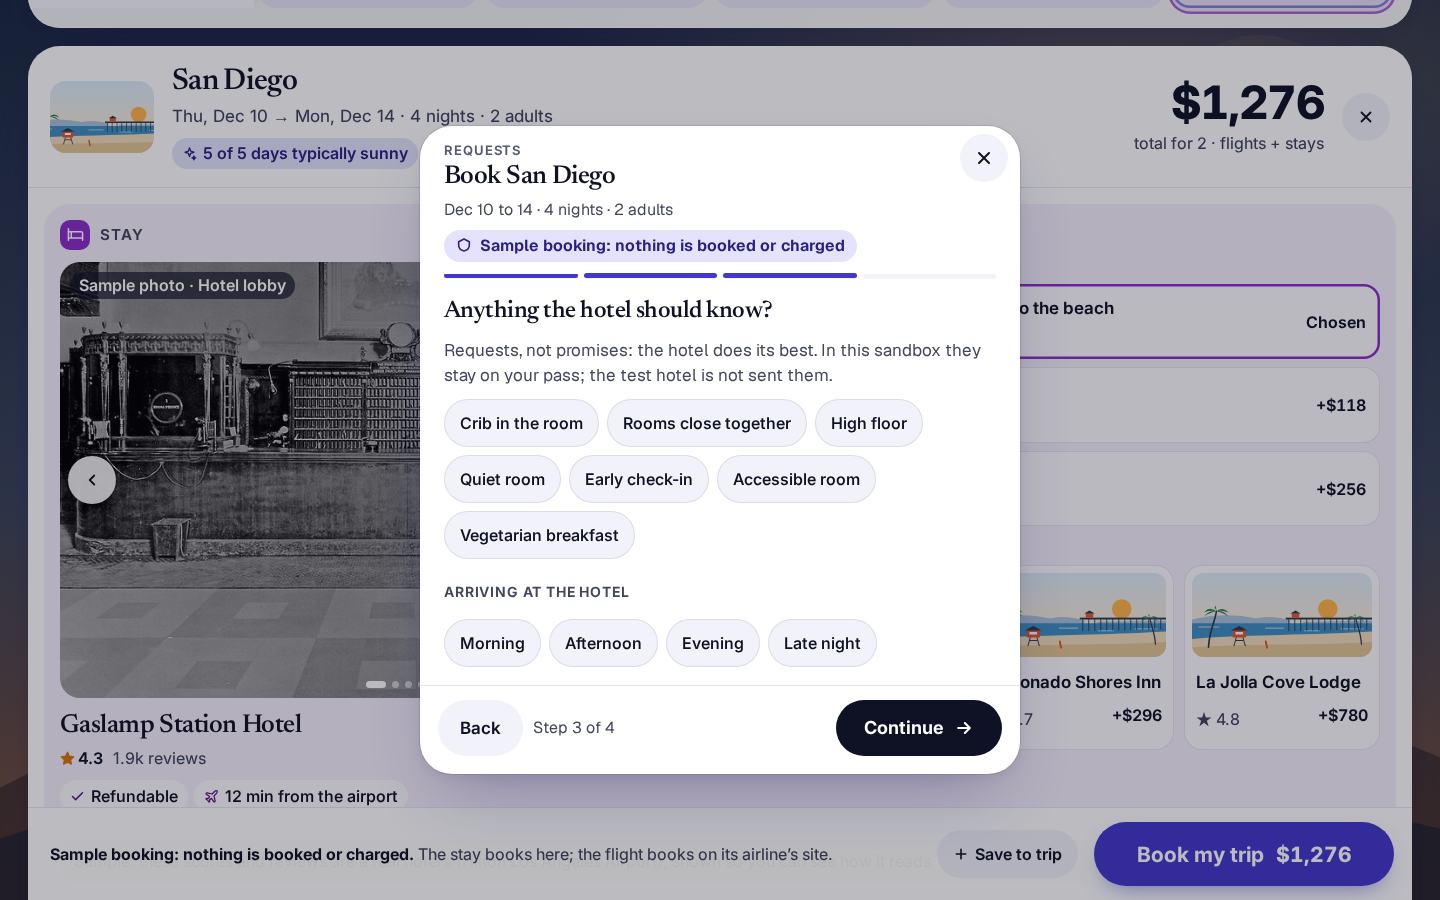 San Diego
Thu, Dec 10 → Mon, Dec 14 · 4 nights · 2 adults
5 of 5 days typically sunny
$1,276
total for 2 · flights + stays
STAY
Sample photo · Hotel lobby
REQUESTS
Book San Diego
Dec 10 to 14 · 4 nights · 2 adults
Sample booking: nothing is booked or charged
Anything the hotel should know?
Requests, not promises: the hotel does its best. In this sandbox they
stay on your pass; the test hotel is not sent them.
Crib in the room
Rooms close together
High floor
Quiet room
Early check-in
Accessible room
Vegetarian breakfast
ARRIVING AT THE HOTEL
Morning
Afternoon
Evening
Late night
Back
Step 3 of 4
Continue
o the beach
Chosen
+$118
+$256
onado Shores Inn
.7
+$296
La Jolla Cove Lodge
★ 4.8
+$780
Gaslamp Station Hotel
4.3 1.9k reviews
Refundable
12 min from the airport
Sample booking: nothing is booked or charged. The stay books here; the flight books on its airline's site.
Save to trip
Book my trip $1,276